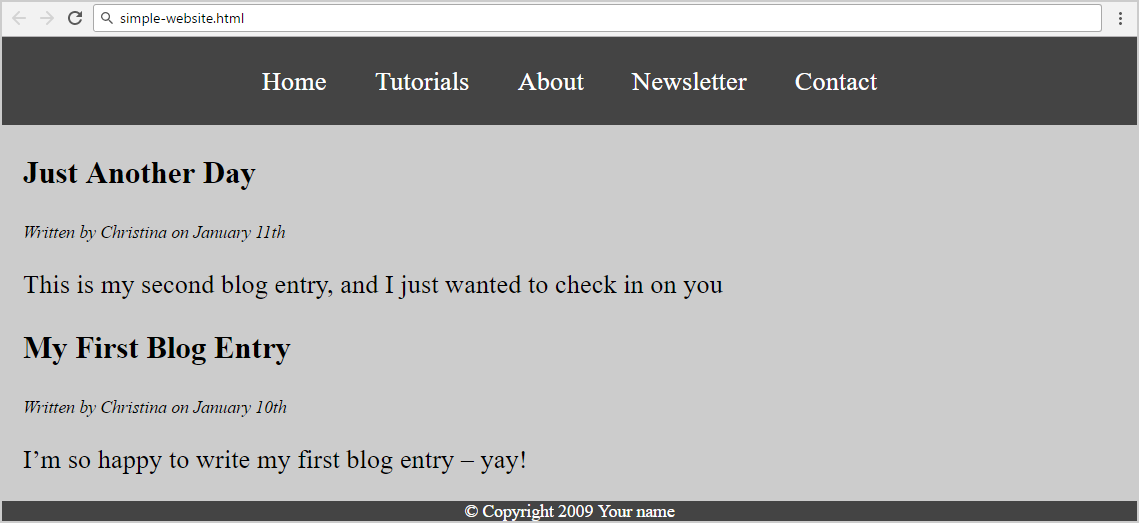 simple-website.html
Home Tutorials About Newsletter Contact
Just Another Day
Written by Christina on January 11th
This is my second blog entry, and I just wanted to check in on you
My First Blog Entry
Written by Christina on January 10th
I’m so happy to write my first blog entry – yay!
© Copyright 2009 Your name